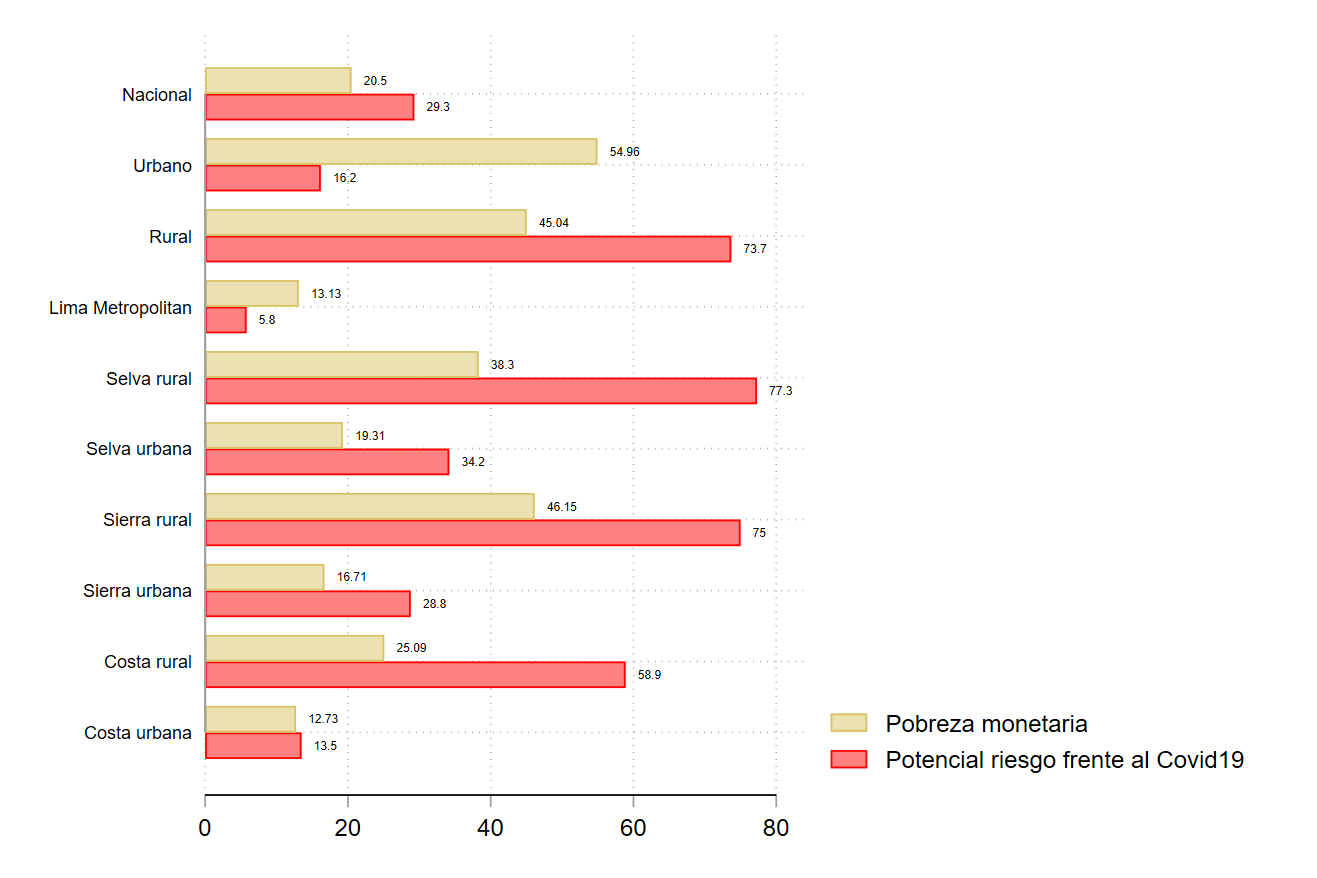 20.5
Nacional
29.3
54.96
Urbano
16.2
45.04
Rural
73.7
13.13
Lima Metropolitan
5.8
38.3
Selva rural
77.3
19.31
Selva urbana
34.2
46.15
Sierra rural
75
16.71
Sierra urbana
28.8
25.09
Costa rural
58.9
12.73
Costa urbana
13.5
Pobreza monetaria
Potencial riesgo frente al Covid19
0 20 40 60 80